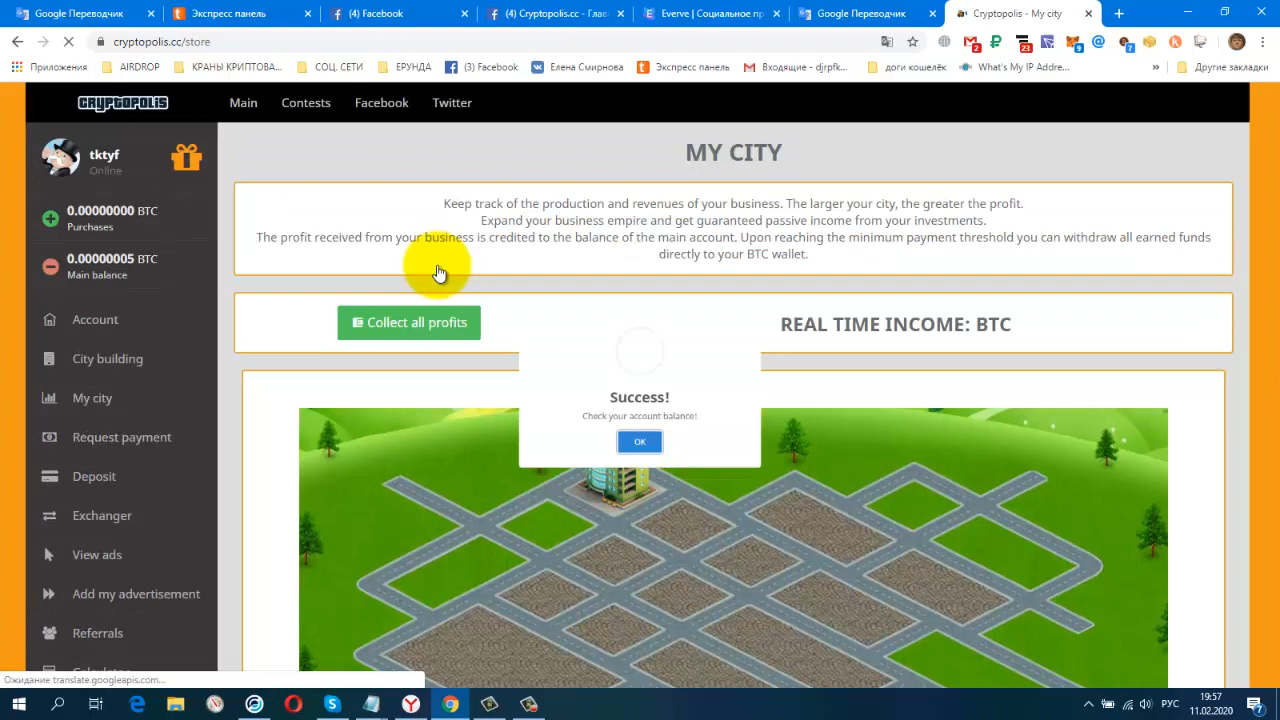 Google Переводчик
Экспресс панель
(4) Facebook
(4) Cryptopolis.cc - Глав
Everve | Социальное пр
Google Переводчик
Cryptopolis - My city
cryptopolis.cc/store
2
23
9
7
Приложения
AIRDROP
КРАНЫ КРИПТОВА...
СОЦ. СЕТИ
ЕРУНДА
(3) Facebook
Елена Смирнова
Экспресс панель
Входящие - djrpfk...
доги кошелёк
What's My IP Addre...
»
Другие закладки
CRYPTOPOLIS
Main
Contests
Facebook
Twitter
tktyf
Online
0.00000000 BTC
Purchases
0.00000005 BTC
Main balance
Account
City building
My city
Request payment
Deposit
Exchanger
View ads
Add my advertisement
Referrals
MY CITY
Keep track of the production and revenues of your business. The larger your city, the greater the profit.
Expand your business empire and get guaranteed passive income from your investments.
The profit received from your business is credited to the balance of the main account. Upon reaching the minimum payment threshold you can withdraw all earned funds
directly to your BTC wallet.
Collect all profits
REAL TIME INCOME: BTC
Success!
Check your account balance!
OK
Ожидание translate.googleapis.com...
РУС
19:57
11.02.2020
7